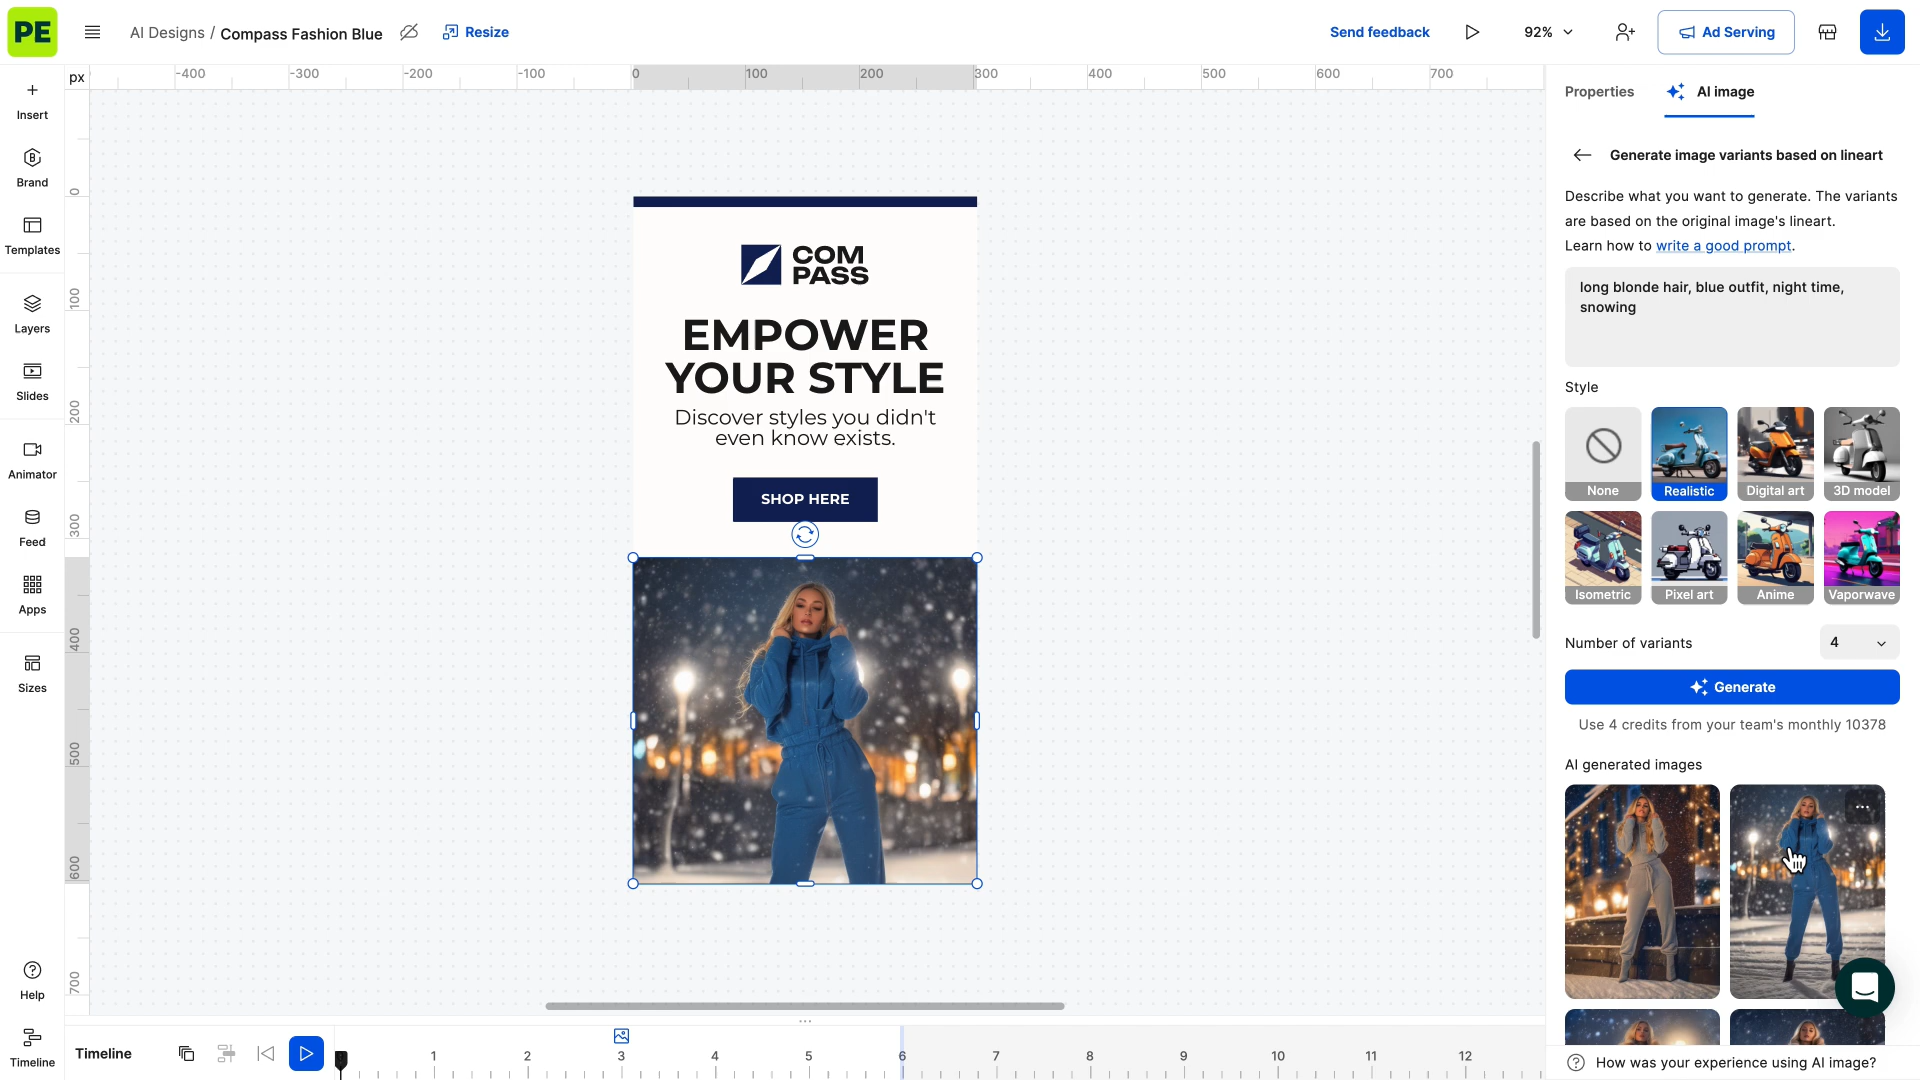 PE
AI Designs / Compass Fashion Blue
Resize
Send feedback
92%
Ad Serving
px
-400
-300
-200
-100
0
100
200
300
400
500
600
700
Insert
Brand
Templates
Layers
Slides
Animator
Feed
Apps
Sizes
Help
Timeline
0
100
200
300
400
500
600
700
COM
PASS
EMPOWER
YOUR STYLE
Discover styles you didn't
even know exists.
SHOP HERE
Properties
AI image
Generate image variants based on lineart
Describe what you want to generate. The variants
are based on the original image's lineart.
Learn how to write a good prompt.
long blonde hair, blue outfit, night time,
snowing
Style
None
Realistic
Digital art
3D model
Isometric
Pixel art
Anime
Vaporwave
Number of variants
4
Generate
Use 4 credits from your team's monthly 10378
AI generated images
How was your experience using AI image?
Timeline
1
2
3
4
5
6
7
8
9
10
11
12